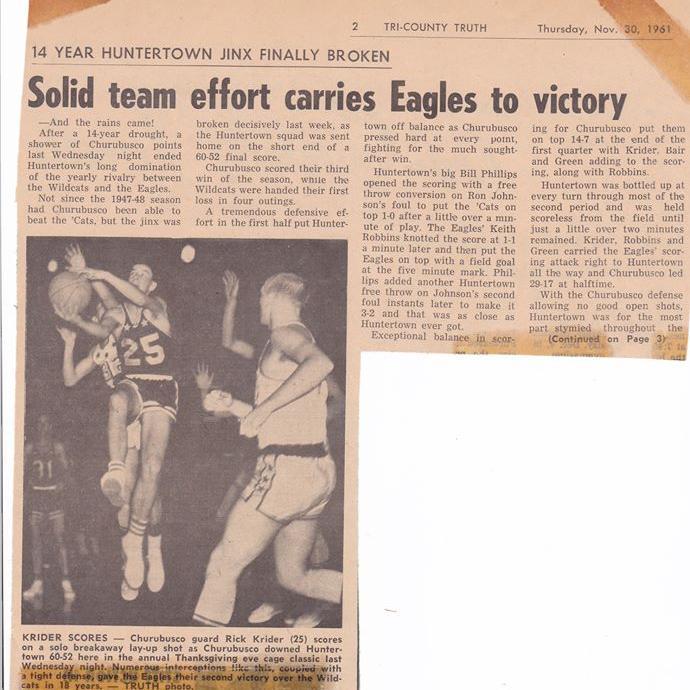 2 TRI-COUNTY TRUTH Thursday, Nov. 30, 1961
14 YEAR HUNTERTOWN JINX FINALLY BROKEN
Solid team effort carries Eagles to victory
—And the rains came!
After a 14-year drought, a
shower of Churubusco points
last Wednesday night ended
Huntertown's long domination
of the yearly rivalry between
the Wildcats and the Eagles.
Not since the 1947-48 season
had Churubusco been able to
beat the 'Cats, but the jinx was
broken decisively last week, as
the Huntertown squad was sent
home on the short end of a
60-52 final score.
Churubusco scored their third
win of the season, while the
Wildcats were handed their first
loss in four outings.
A tremendous defensive ef-
fort in the first half put Hunter-
town off balance as Churubusco
pressed hard at every point,
fighting for the much sought-
after win.
Huntertown's big Bill Phillips
opened the scoring with a free
throw conversion on Ron John-
son's foul to put the 'Cats on
top 1-0 after a little over a min-
ute of play. The Eagles' Keith
Robbins knotted the score at 1-1
a minute later and then put the
Eagles on top with a field goal
at the five minute mark. Phil-
lips added another Huntertown
free throw on Johnson's second
foul instants later to make it
3-2 and that was as close as
Huntertown ever got.
Exceptional balance in scor-
ing for Churubusco put them
on top 14-7 at the end of the
first quarter with Krider, Bair
and Green adding to the scor-
ing, along with Robbins.
Huntertown was bottled up at
every turn through most of the
second period and was held
scoreless from the field until
just a little over two minutes
remained. Krider, Robbins and
Green carried the Eagles' scor-
ing attack right to Huntertown
all the way and Churubusco led
29-17 at halftime.
With the Churubusco defense
allowing no good open shots,
Huntertown was for the most
part stymied throughout the
(Continued on Page 3)
25
31
KRIDER SCORES — Churubusco guard Rick Krider (25) scores
on a solo breakaway lay-up shot as Churubusco downed Hunter-
town 60-52 here in the annual Thanksgiving eve cage classic last
Wednesday night. Numerous interceptions like this, coupled with
a tight defense, gave the Eagles their second victory over the Wild-
cats in 18 years. — TRUTH photo.